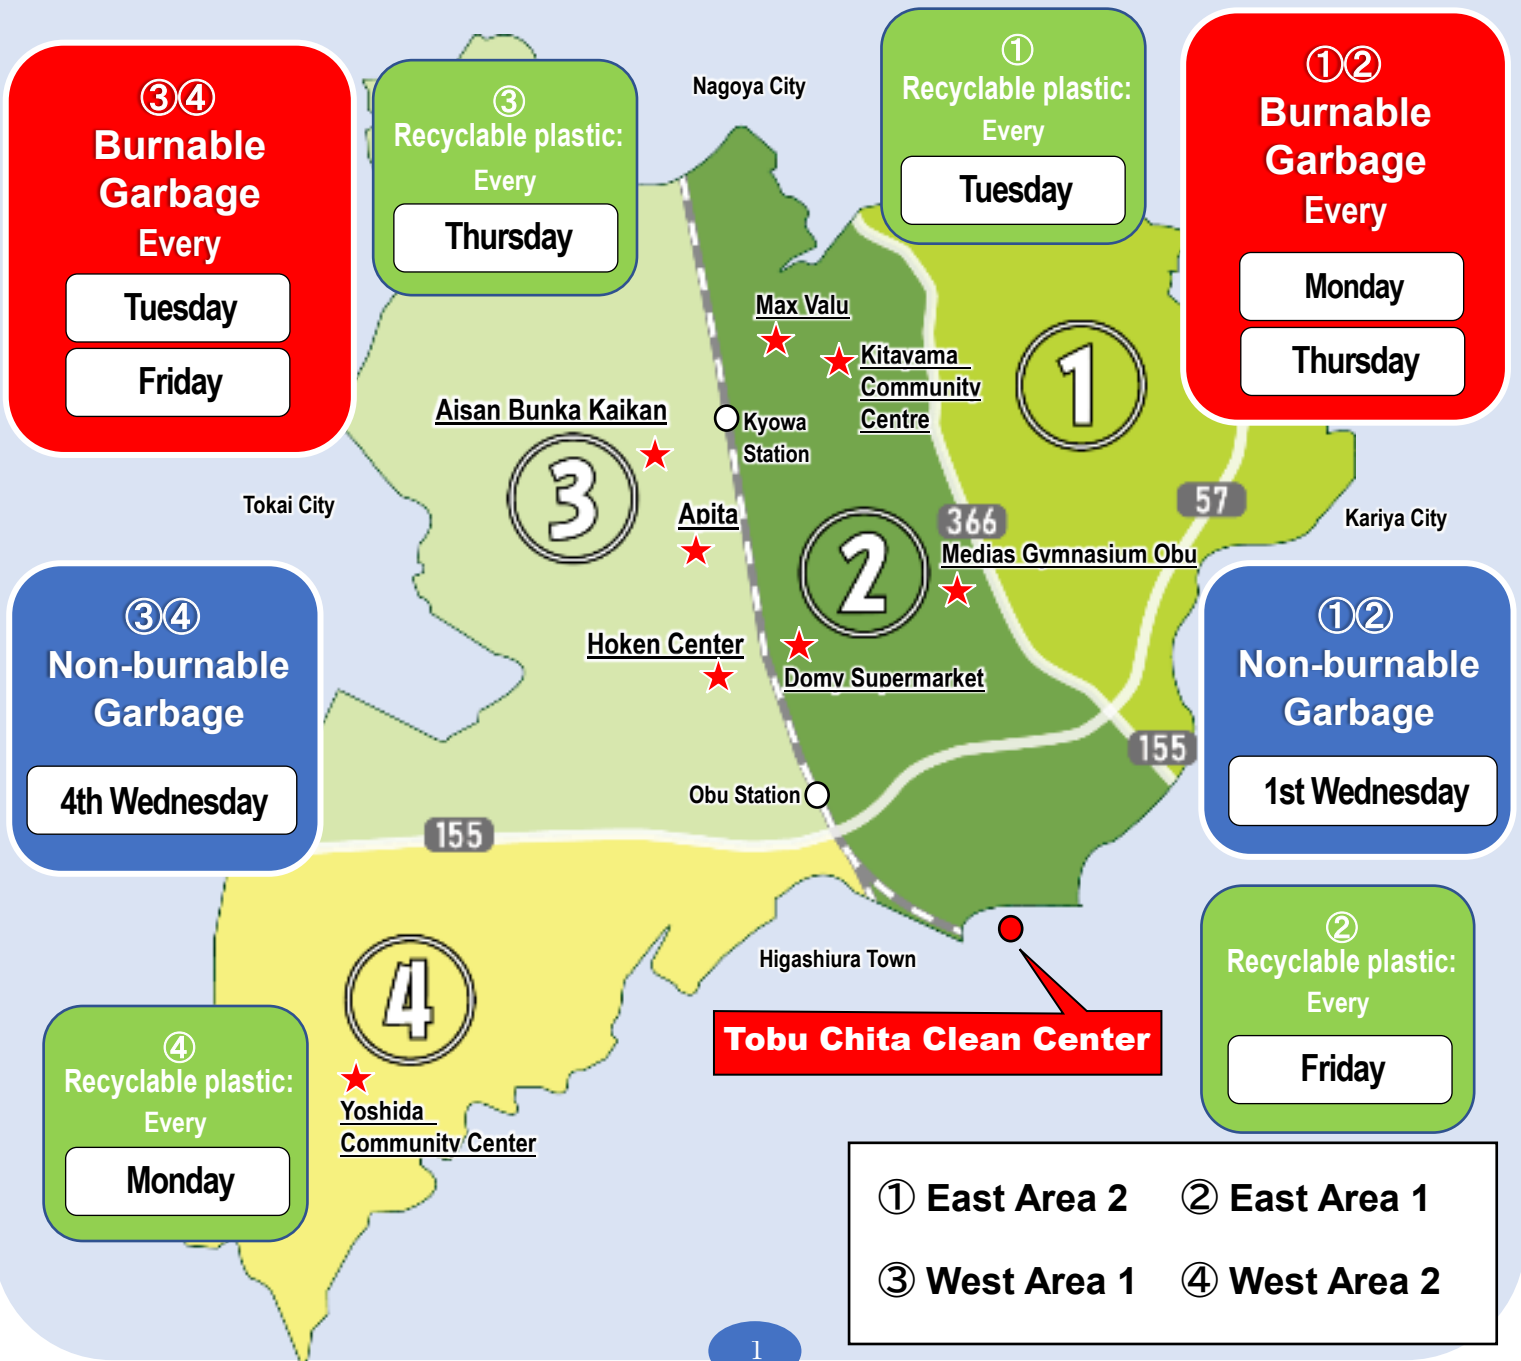 ③④
Burnable
Garbage
Every
Tuesday
Friday
③
Recyclable plastic:
Every
Thursday
Nagoya City
①
Recyclable plastic:
Every
Tuesday
①②
Burnable
Garbage
Every
Monday
Thursday
Max Valu
Kitayama
Community
Centre
1
Aisan Bunka Kaikan
Kyowa
Station
3
Tokai City
Apita
2
366
57
Kariya City
Medias Gymnasium Obu
③④
Non-burnable
Garbage
4th Wednesday
Hoken Center
Domy Supermarket
①②
Non-burnable
Garbage
1st Wednesday
155
Obu Station
155
Higashiura Town
4
Tobu Chita Clean Center
②
Recyclable plastic:
Every
Friday
④
Recyclable plastic:
Every
Monday
Yoshida
Community Center
① East Area 2 ② East Area 1
③ West Area 1 ④ West Area 2
1